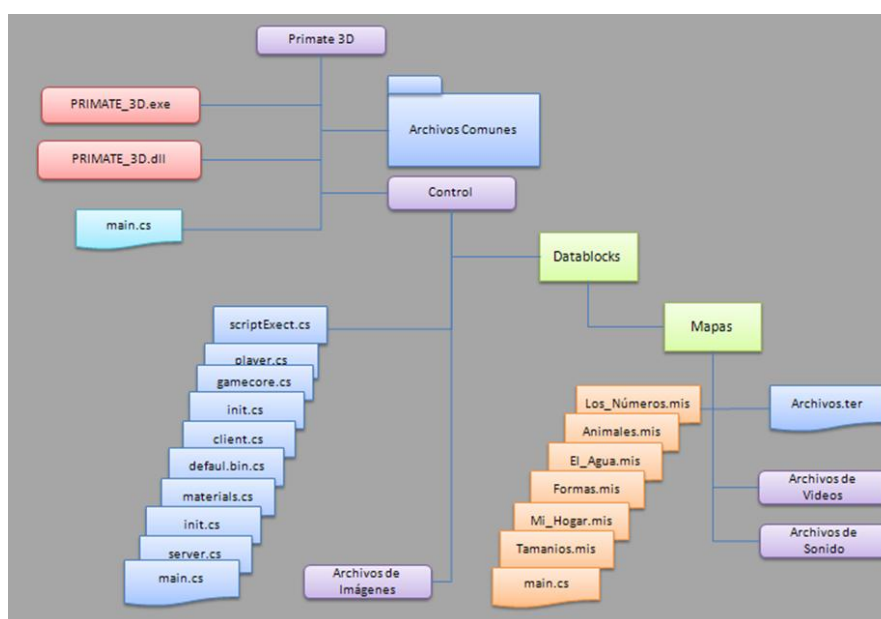 Primate 3D
PRIMATE_3D.exe
Archivos Comunes
PRIMATE_3D.dll
Control
main.cs
Datablocks
Mapas
scriptExect.cs
player.cs
gamecore.cs
init.cs
client.cs
defaul.bin.cs
materials.cs
init.cs
server.cs
main.cs
Archivos de
Imágenes
Los_Números.mis
Animales.mis
El_Agua.mis
Formas.mis
Mi_Hogar.mis
Tamanios.mis
main.cs
Archivos.ter
Archivos de
Videos
Archivos de
Sonido